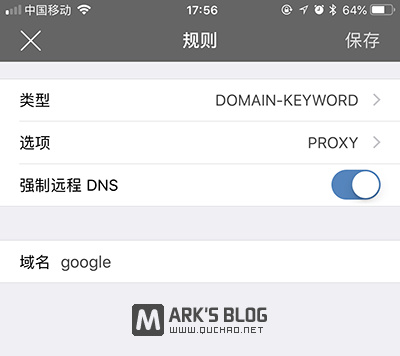 中国移动 17:56 64%
规则 保存
类型 DOMAIN-KEYWORD
选项 PROXY
强制远程 DNS
域名 google
MARK'S BLOG
WWW.QUCHAO.NET